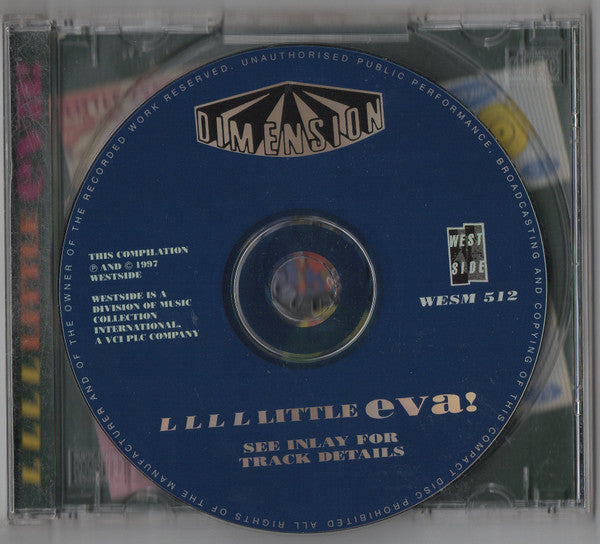 ALL RIGHTS OF THE MANUFACTURER AND OF THE OWNER OF THE RECORDED WORK RESERVED. UNAUTHORISED PUBLIC PERFORMANCE, BROADCASTING AND COPYING OF THIS COMPACT DISC PROHIBITED
DIMENSION
THIS COMPILATION
℗ AND © 1997
WESTSIDE
WESTSIDE IS A
DIVISION OF MUSIC
COLLECTION
INTERNATIONAL.
A VCI PLC COMPANY
WEST
SIDE
WESM 512
L L L L LITTLE eva!
SEE INLAY FOR
TRACK DETAILS
L L L L LITTLE eva!